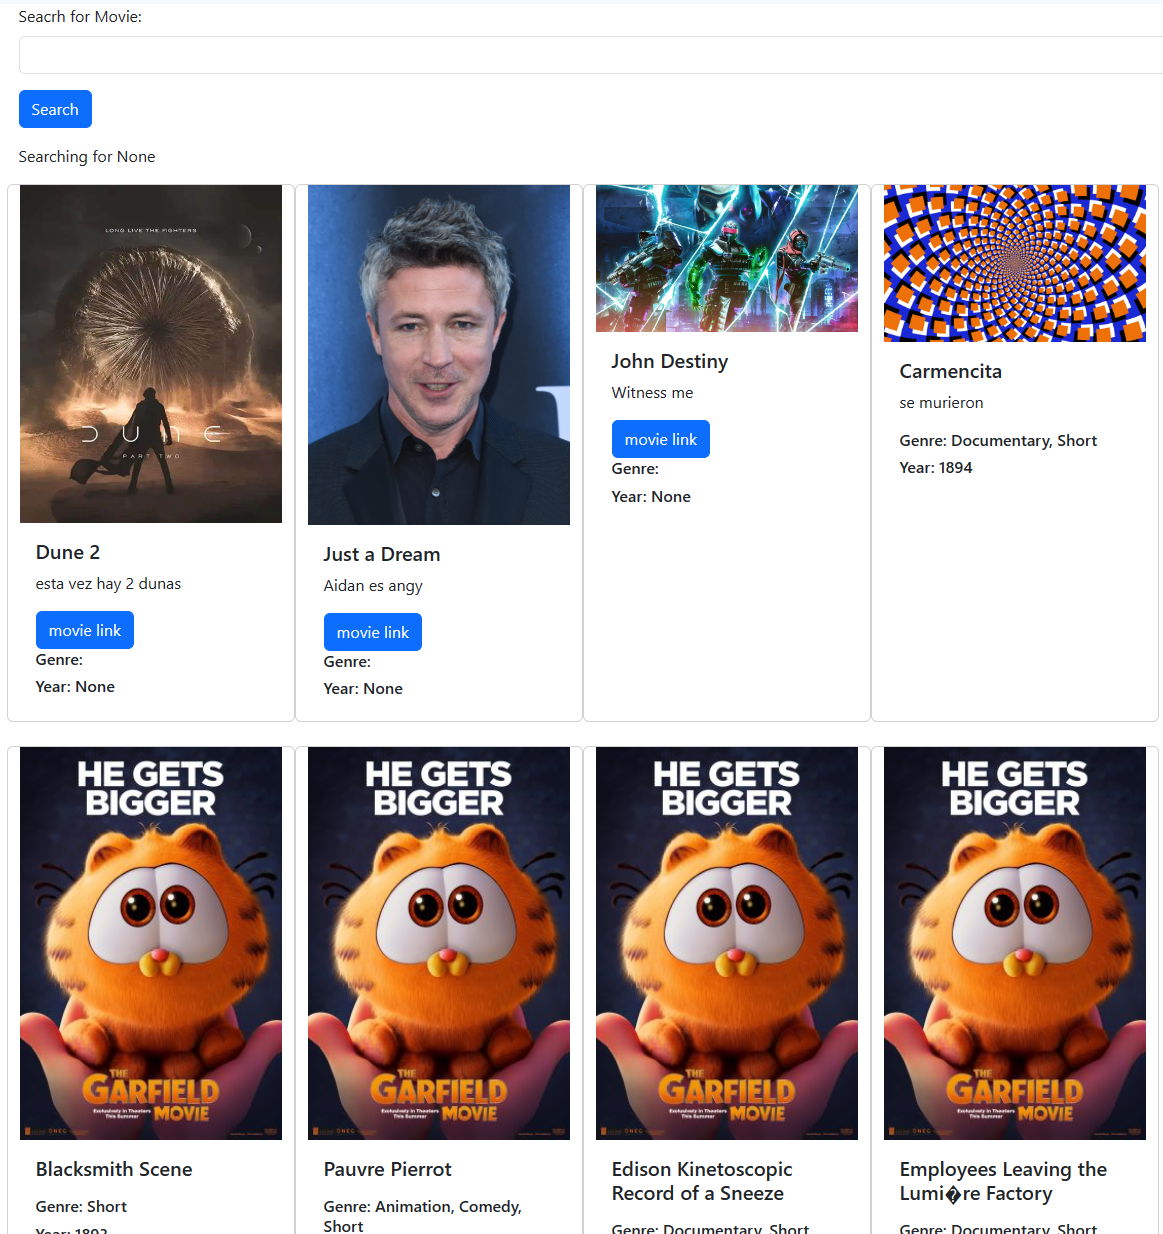 Seacrh for Movie:
Search
Searching for None
LONG LIVE THE FIGHTERS
DUNE
PART TWO
Dune 2
esta vez hay 2 dunas
movie link
Genre:
Year: None
Just a Dream
Aidan es angy
movie link
Genre:
Year: None
John Destiny
Witness me
movie link
Genre:
Year: None
Carmencita
se murieron
Genre: Documentary, Short
Year: 1894
HE GETS
BIGGER
THE
GARFIELD
MOVIE
Exclusively in Theaters
This Summer
Blacksmith Scene
Genre: Short
Year: 1893
HE GETS
BIGGER
THE
GARFIELD
MOVIE
Exclusively in Theaters
This Summer
Pauvre Pierrot
Genre: Animation, Comedy,
Short
HE GETS
BIGGER
THE
GARFIELD
MOVIE
Exclusively in Theaters
This Summer
Edison Kinetoscopic
Record of a Sneeze
Genre: Documentary, Short
HE GETS
BIGGER
THE
GARFIELD
MOVIE
Exclusively in Theaters
This Summer
Employees Leaving the
Lumi�re Factory
Genre: Documentary, Short